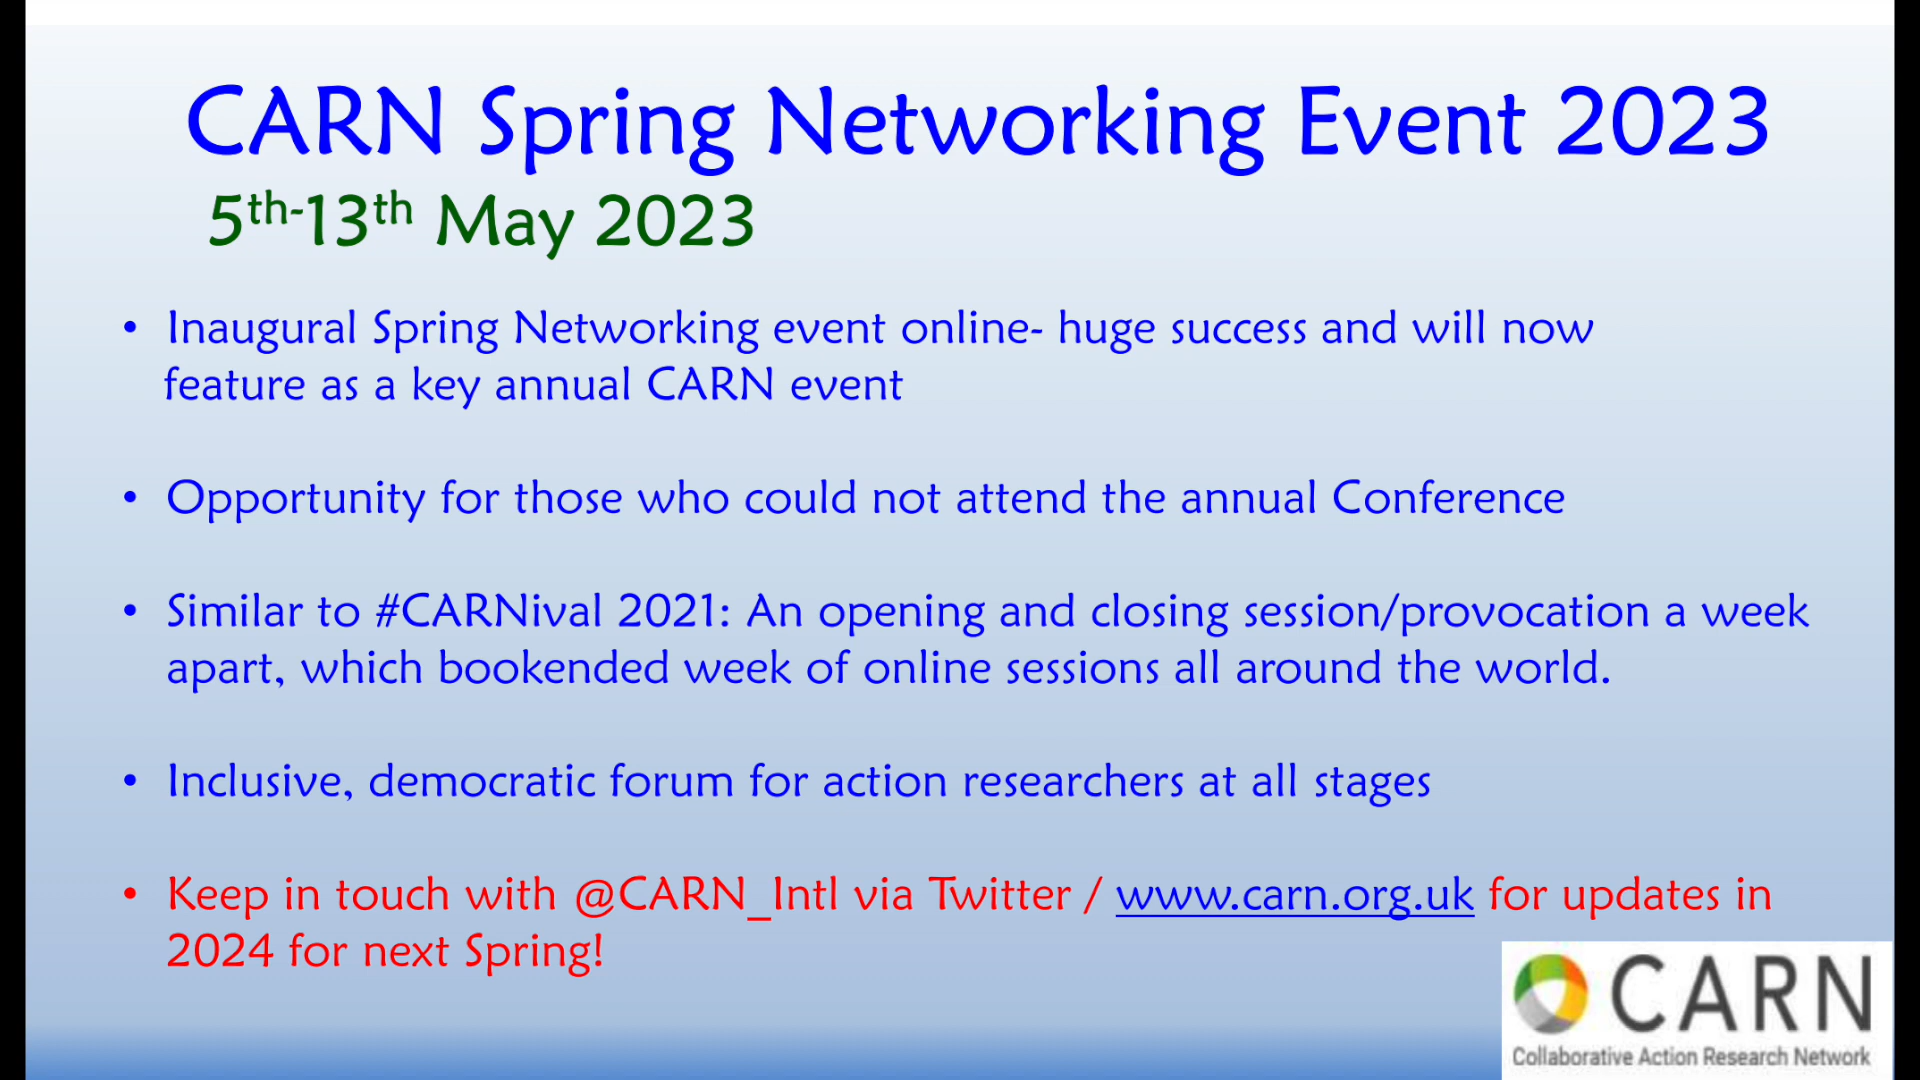 CARN Spring Networking Event 2023
5th-13th May 2023
• Inaugural Spring Networking event online- huge success and will now
feature as a key annual CARN event
• Opportunity for those who could not attend the annual Conference
• Similar to #CARNival 2021: An opening and closing session/provocation a week
apart, which bookended week of online sessions all around the world.
• Inclusive, democratic forum for action researchers at all stages
• Keep in touch with @CARN_Intl via Twitter / www.carn.org.uk for updates in
2024 for next Spring!
CARN
Collaborative Action Research Network